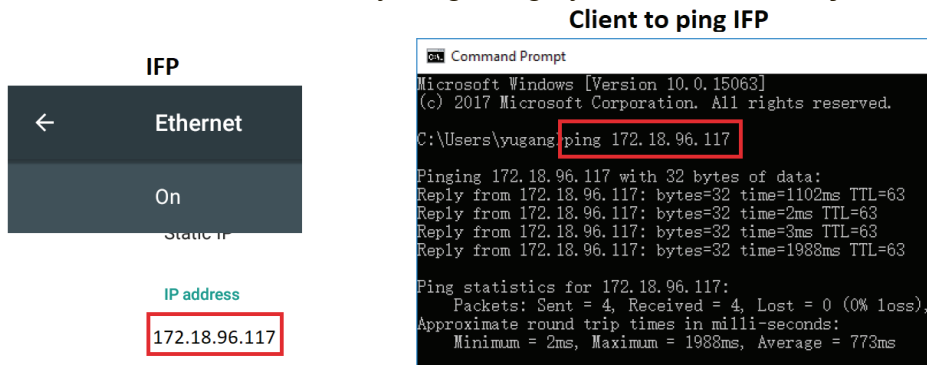 Client to ping IFP
IFP
Ethernet
On
Static IP
IP address
172.18.96.117
Command Prompt
Microsoft Windows [Version 10.0.15063]
(c) 2017 Microsoft Corporation. All rights reserved.
C:\Users\yugang>ping 172.18.96.117
Pinging 172.18.96.117 with 32 bytes of data:
Reply from 172.18.96.117: bytes=32 time=1102ms TTL=63
Reply from 172.18.96.117: bytes=32 time=2ms TTL=63
Reply from 172.18.96.117: bytes=32 time=3ms TTL=63
Reply from 172.18.96.117: bytes=32 time=1988ms TTL=63
Ping statistics for 172.18.96.117:
Packets: Sent = 4, Received = 4, Lost = 0 (0% loss),
Approximate round trip times in milli-seconds:
Minimum = 2ms, Maximum = 1988ms, Average = 773ms